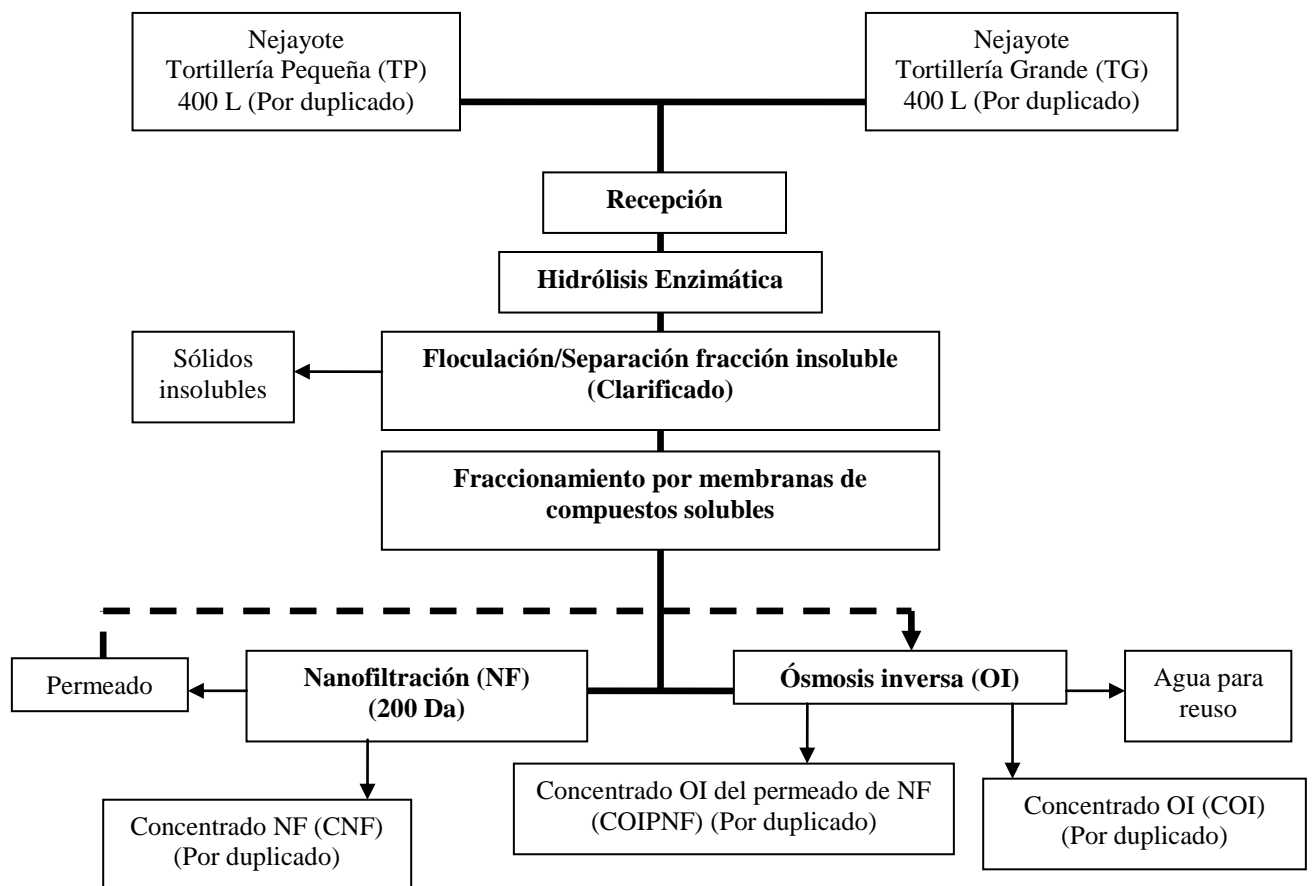 Nejayote
Tortillería Pequeña (TP)
400 L (Por duplicado)
Nejayote
Tortillería Grande (TG)
400 L (Por duplicado)
Recepción
Hidrólisis Enzimática
Sólidos
insolubles
Floculación/Separación fracción insoluble
(Clarificado)
Fraccionamiento por membranas de
compuestos solubles
Permeado
Nanofiltración (NF)
(200 Da)
Ósmosis inversa (OI)
Agua para
reuso
Concentrado NF (CNF)
(Por duplicado)
Concentrado OI del permeado de NF
(COIPNF) (Por duplicado)
Concentrado OI (COI)
(Por duplicado)